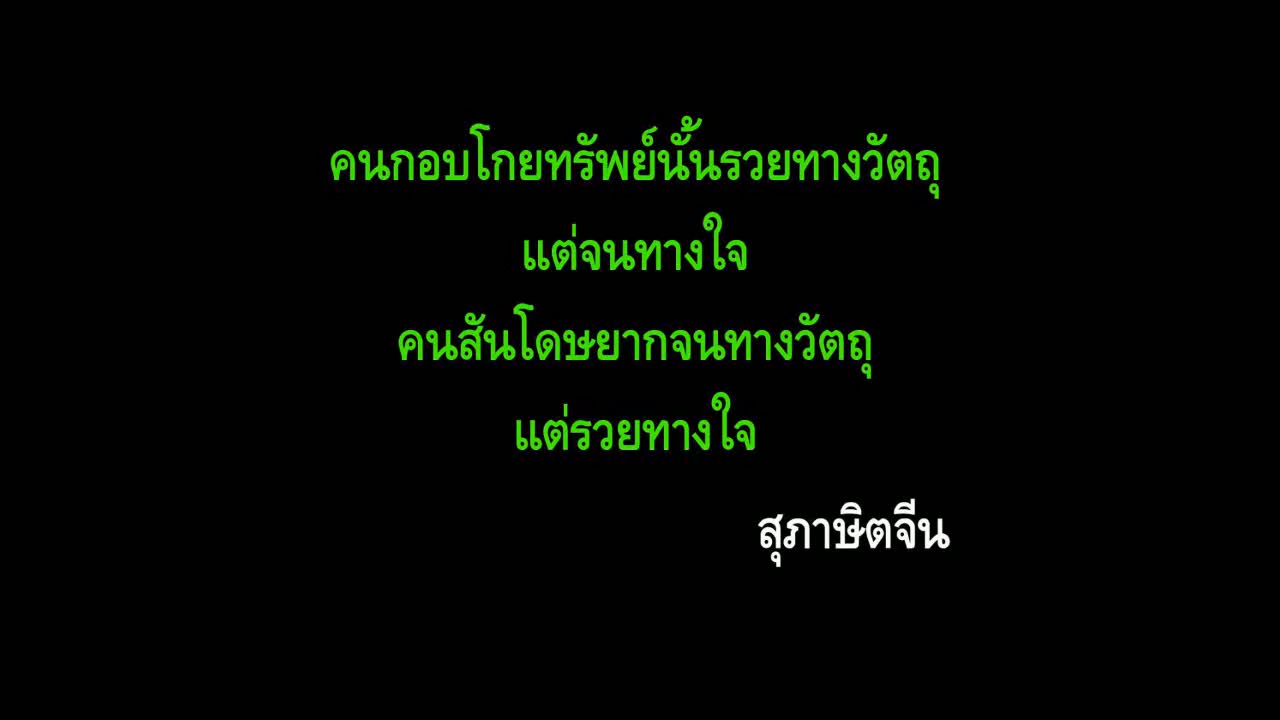 คนกอบโกยทรัพย์นั้นรวยทางวัตถุ
แต่จนทางใจ
คนสันโดษยากจนทางวัตถุ
แต่รวยทางใจ
สุภาษิตจีน